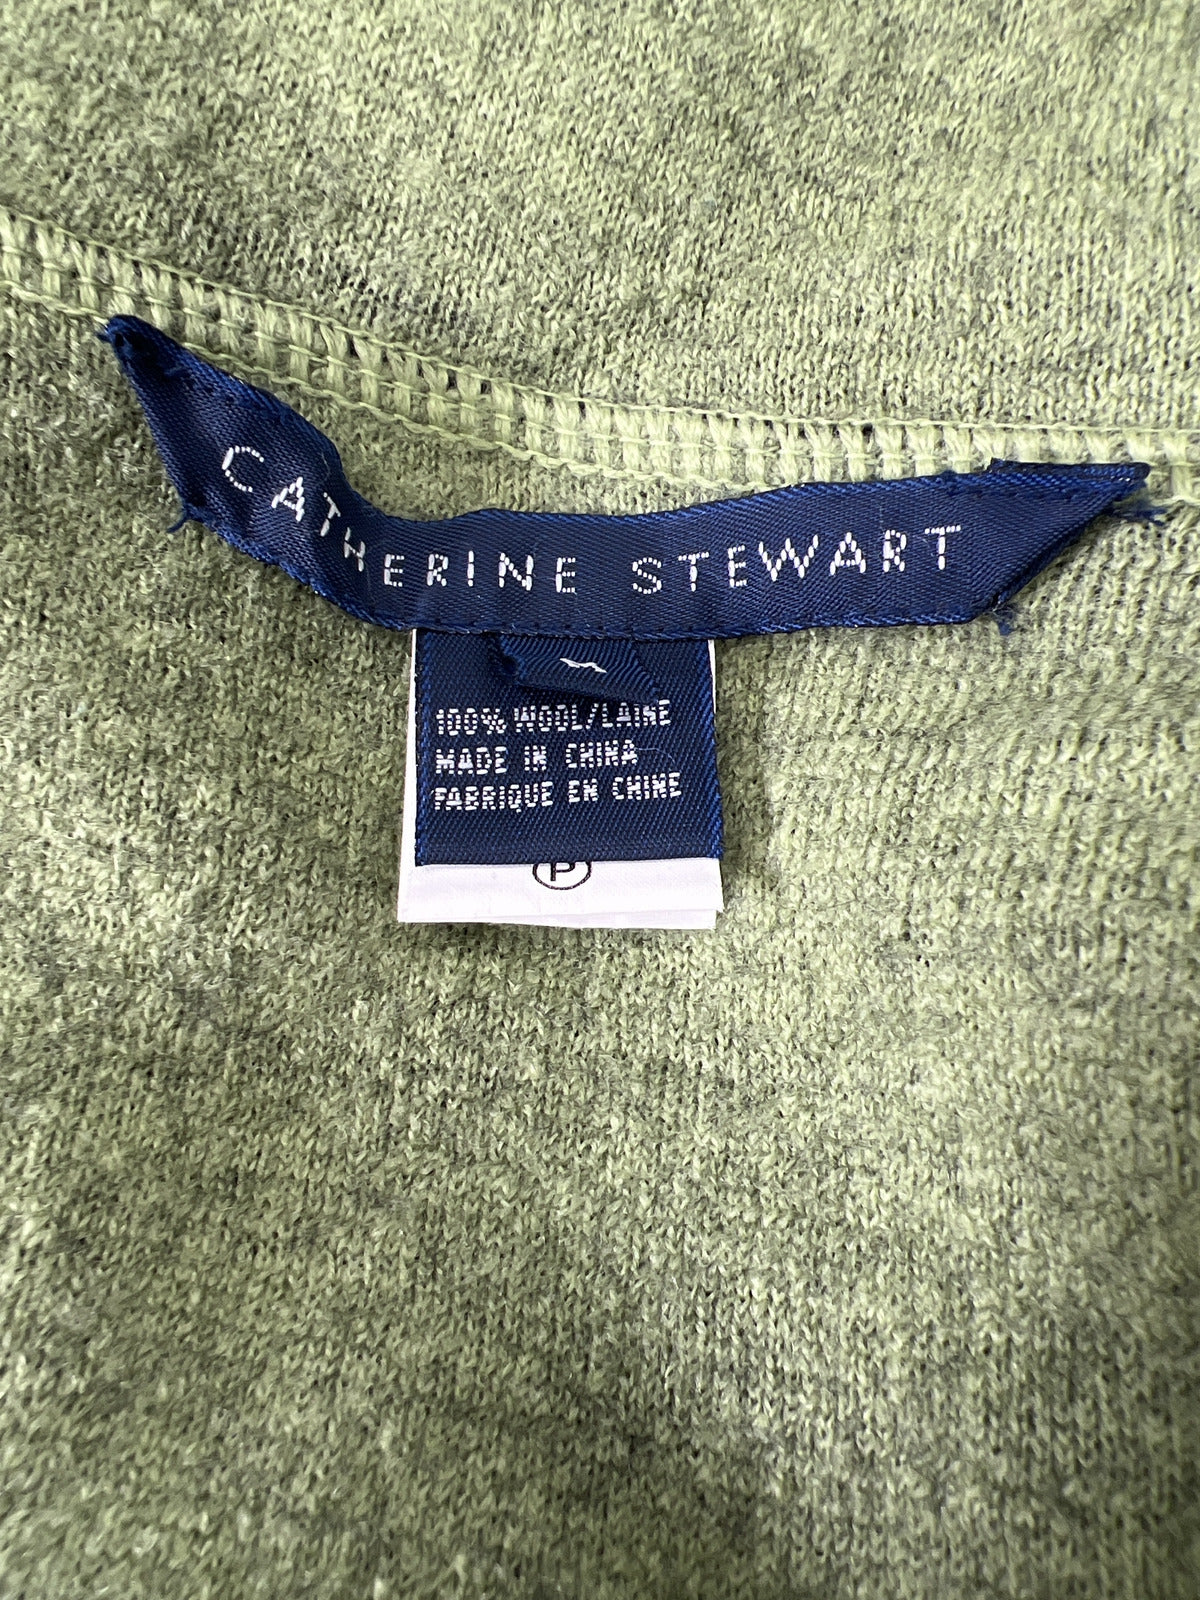 CATHERINE STEWART
100% WOOL/LAINE
MADE IN CHINA
FABRIQUE EN CHINE
P